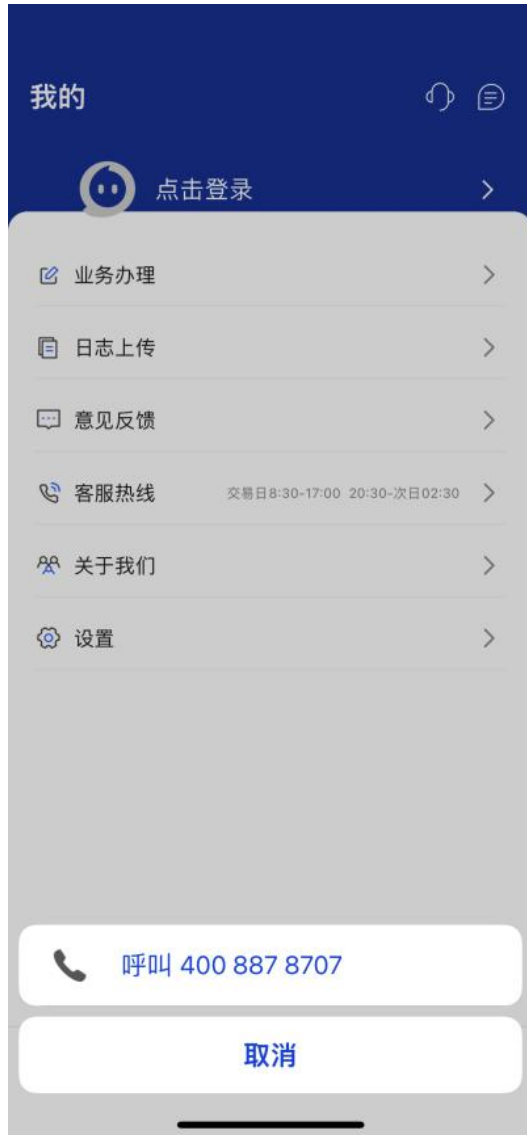 我的
点击登录
业务办理
日志上传
意见反馈
客服热线 交易日8:30-17:00 20:30-次日02:30
关于我们
设置
呼叫 400 887 8707
取消